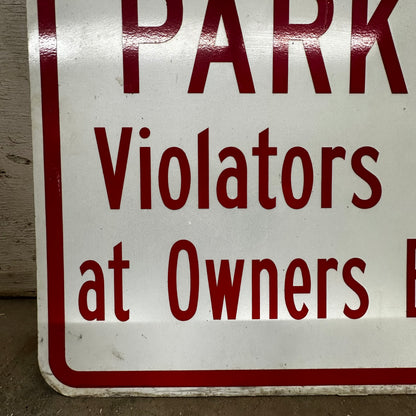 PARK
Violators
at Owners E